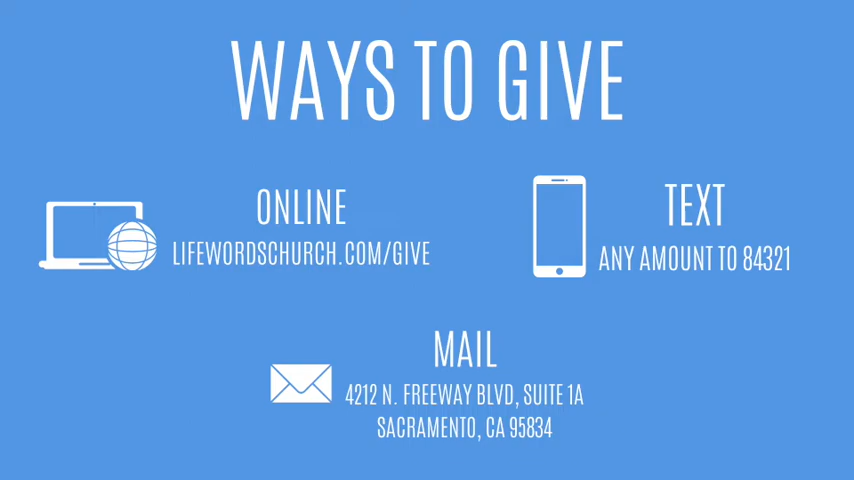 WAYS TO GIVE
ONLINE
LIFEWORDSCHURCH.COM/GIVE
TEXT
ANY AMOUNT TO 84321
MAIL
4212 N. FREEWAY BLVD, SUITE 1A
SACRAMENTO, CA 95834